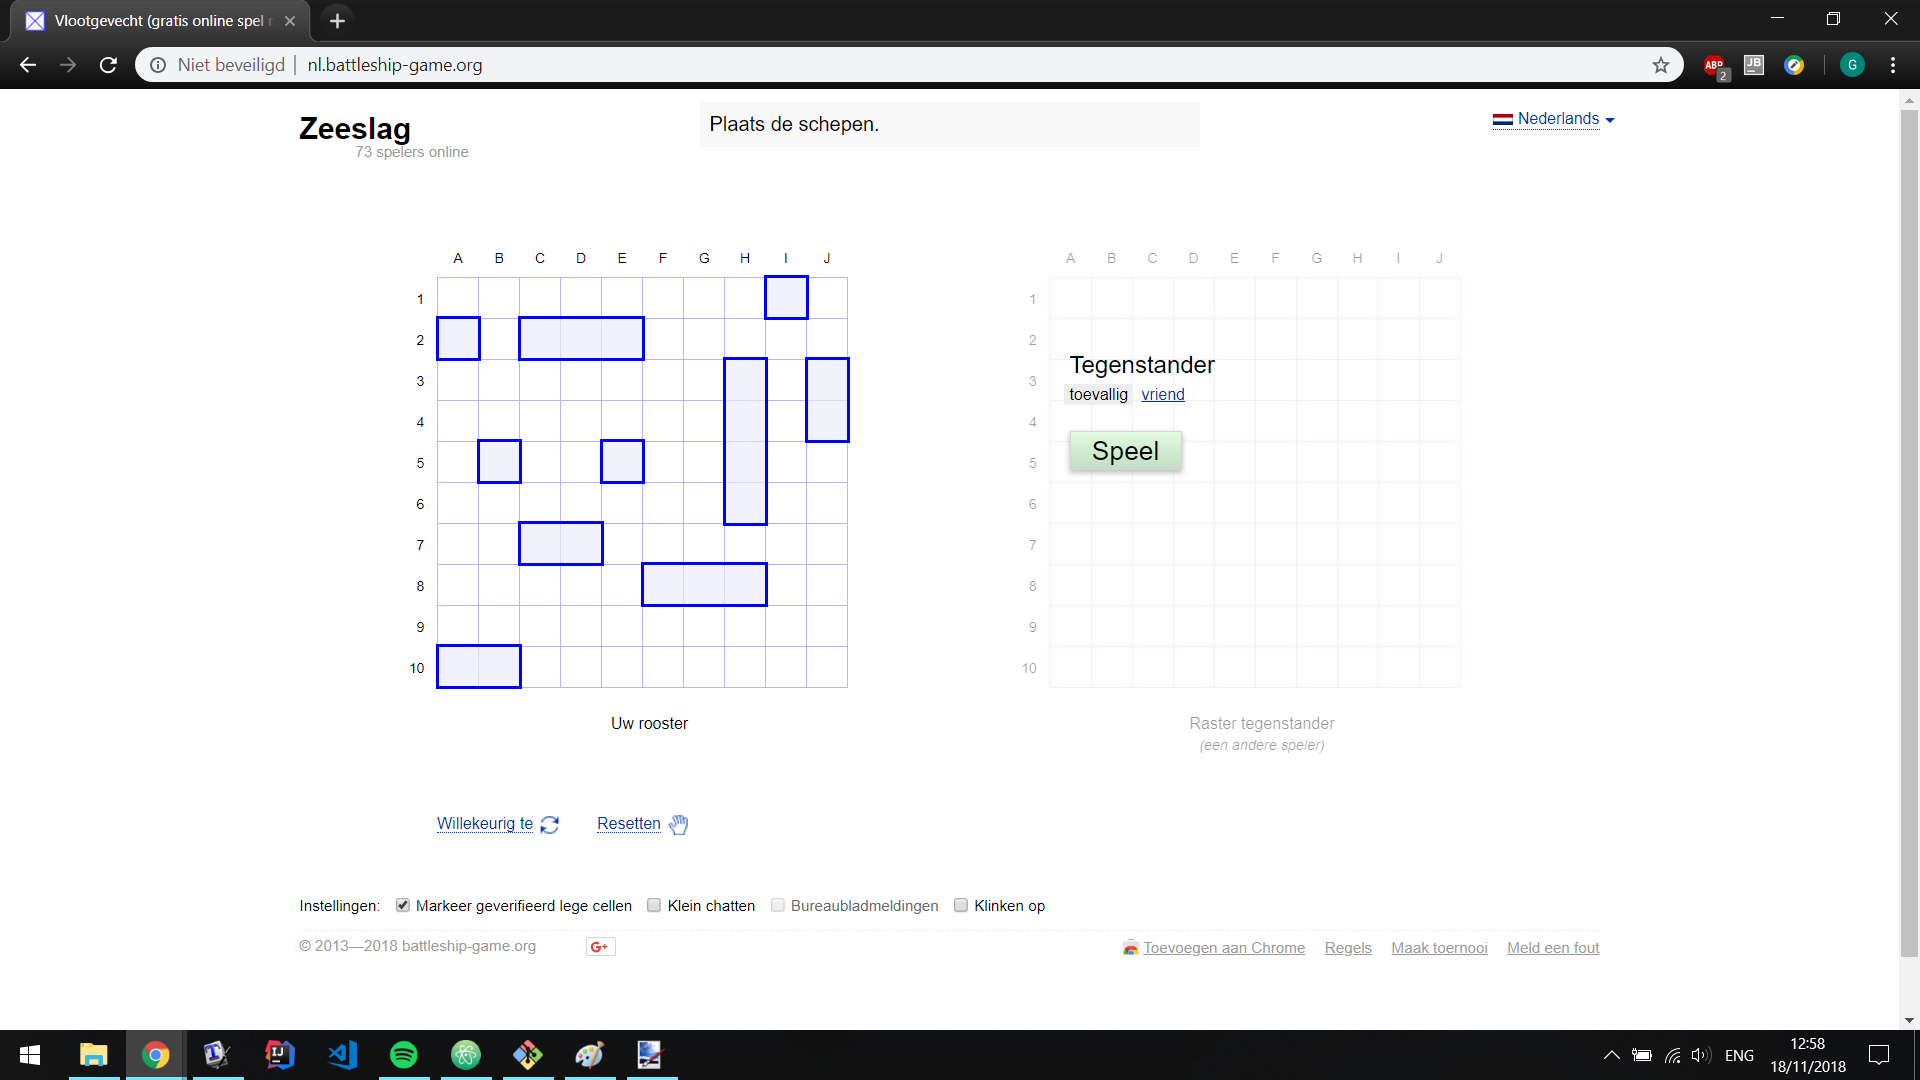 Vlootgevecht (gratis online spel
Niet beveiligd | nl.battleship-game.org
ABP
2
JB
G
Zeeslag
73 spelers online
Plaats de schepen.
Nederlands
A B C D E F G H I J
1
2
3
4
5
6
7
8
9
10
Uw rooster
A B C D E F G H I J
1
2
3
4
5
6
7
8
9
10
Tegenstander
toevallig vriend
Speel
Raster tegenstander
(een andere speler)
Willekeurig te Resetten
Instellingen: Markeer geverifieerd lege cellen Klein chatten Bureaubladmeldingen Klinken op
© 2013—2018 battleship-game.org G+ Toevoegen aan Chrome Regels Maak toernooi Meld een fout
IJ
ENG
12:58
18/11/2018